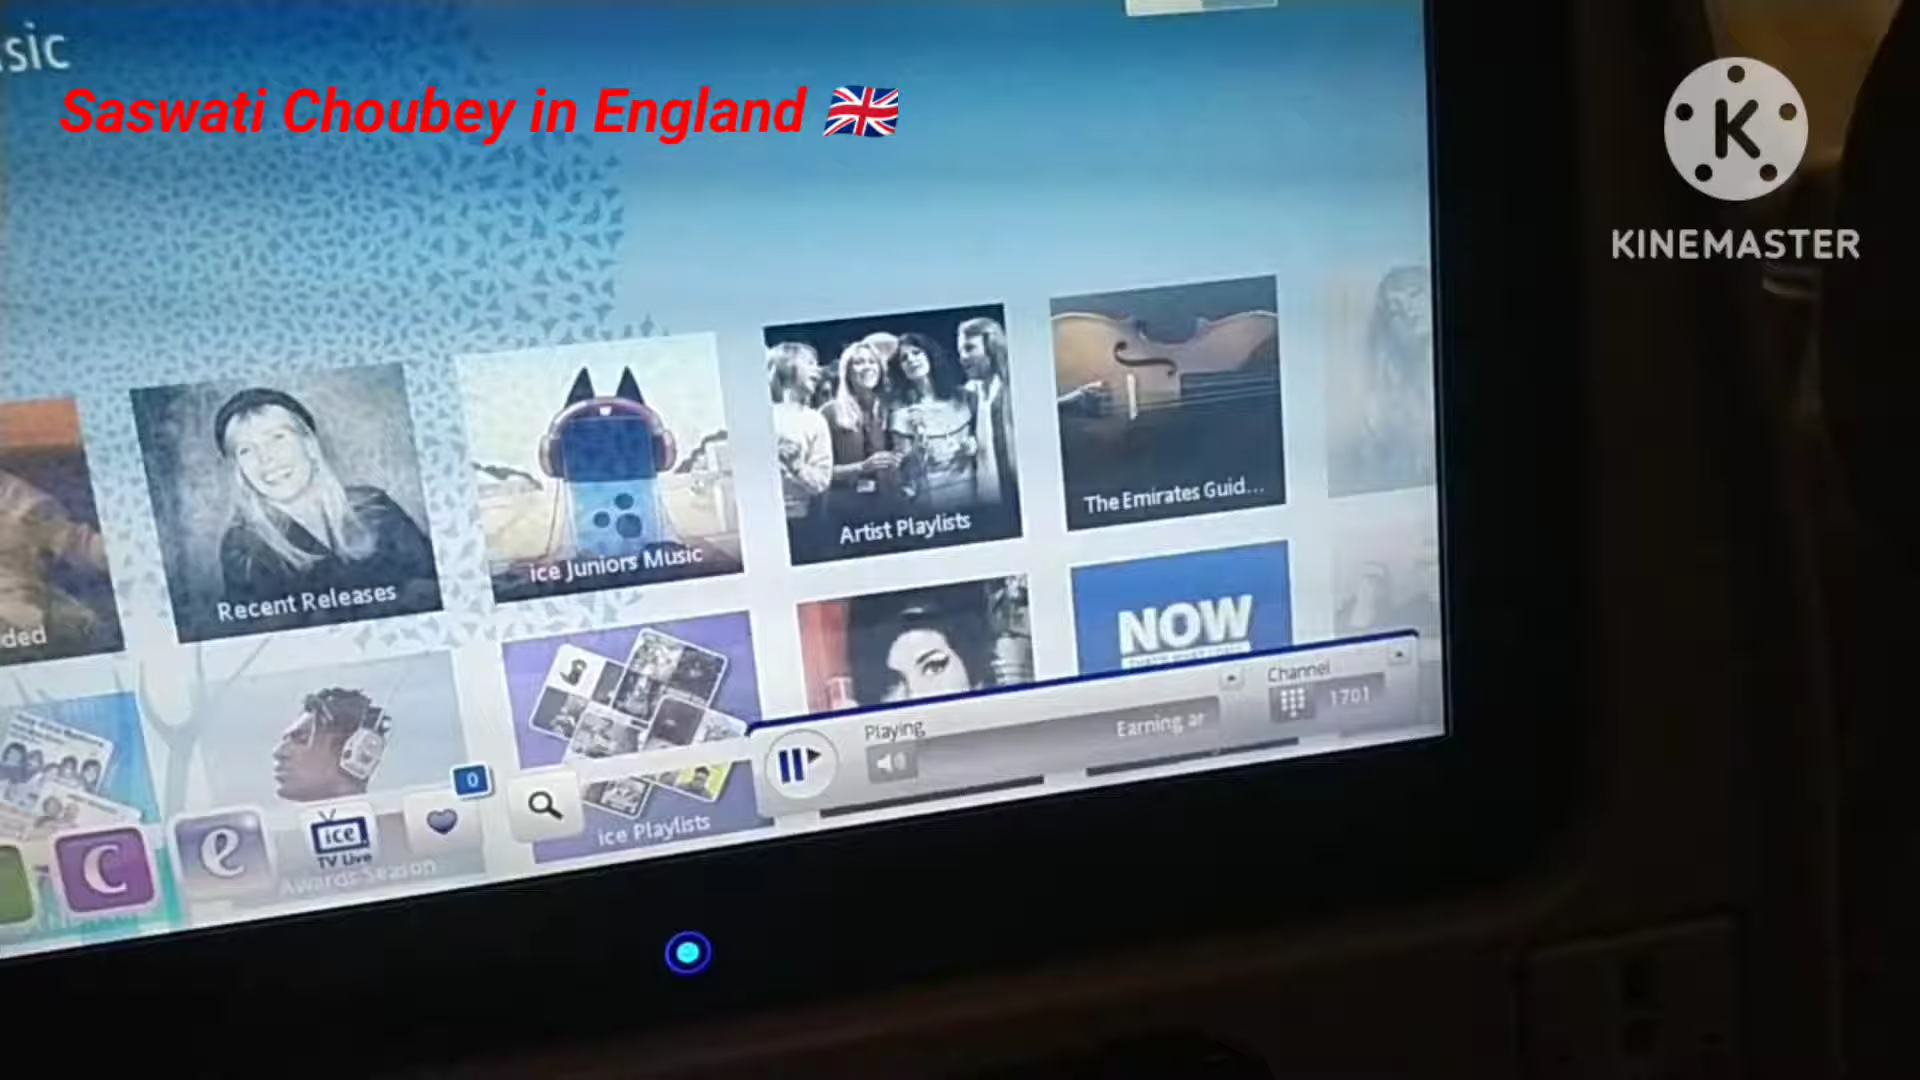 sic
Saswati Choubey in England 🇬🇧
K
KINEMASTER
ded
Recent Releases
ice Juniors Music
Artist Playlists
The Emirates Guid...
NOW
Playing
Earning ar
Channel
1701
0
ice Playlists
C
e
ice
TV Live
Awards Season